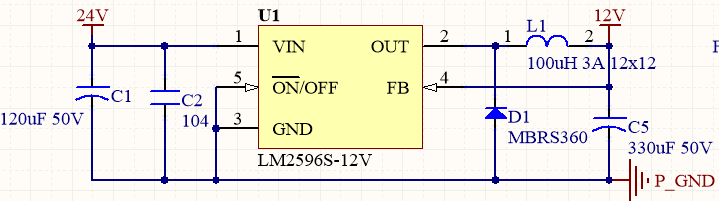 24V
U1
12V
1
VIN
OUT
2
L1
1
2
100uH 3A 12x12
5
ON/OFF
FB
4
C1
120uF 50V
C2
104
3
GND
D1
MBRS360
C5
330uF 50V
LM2596S-12V
P_GND